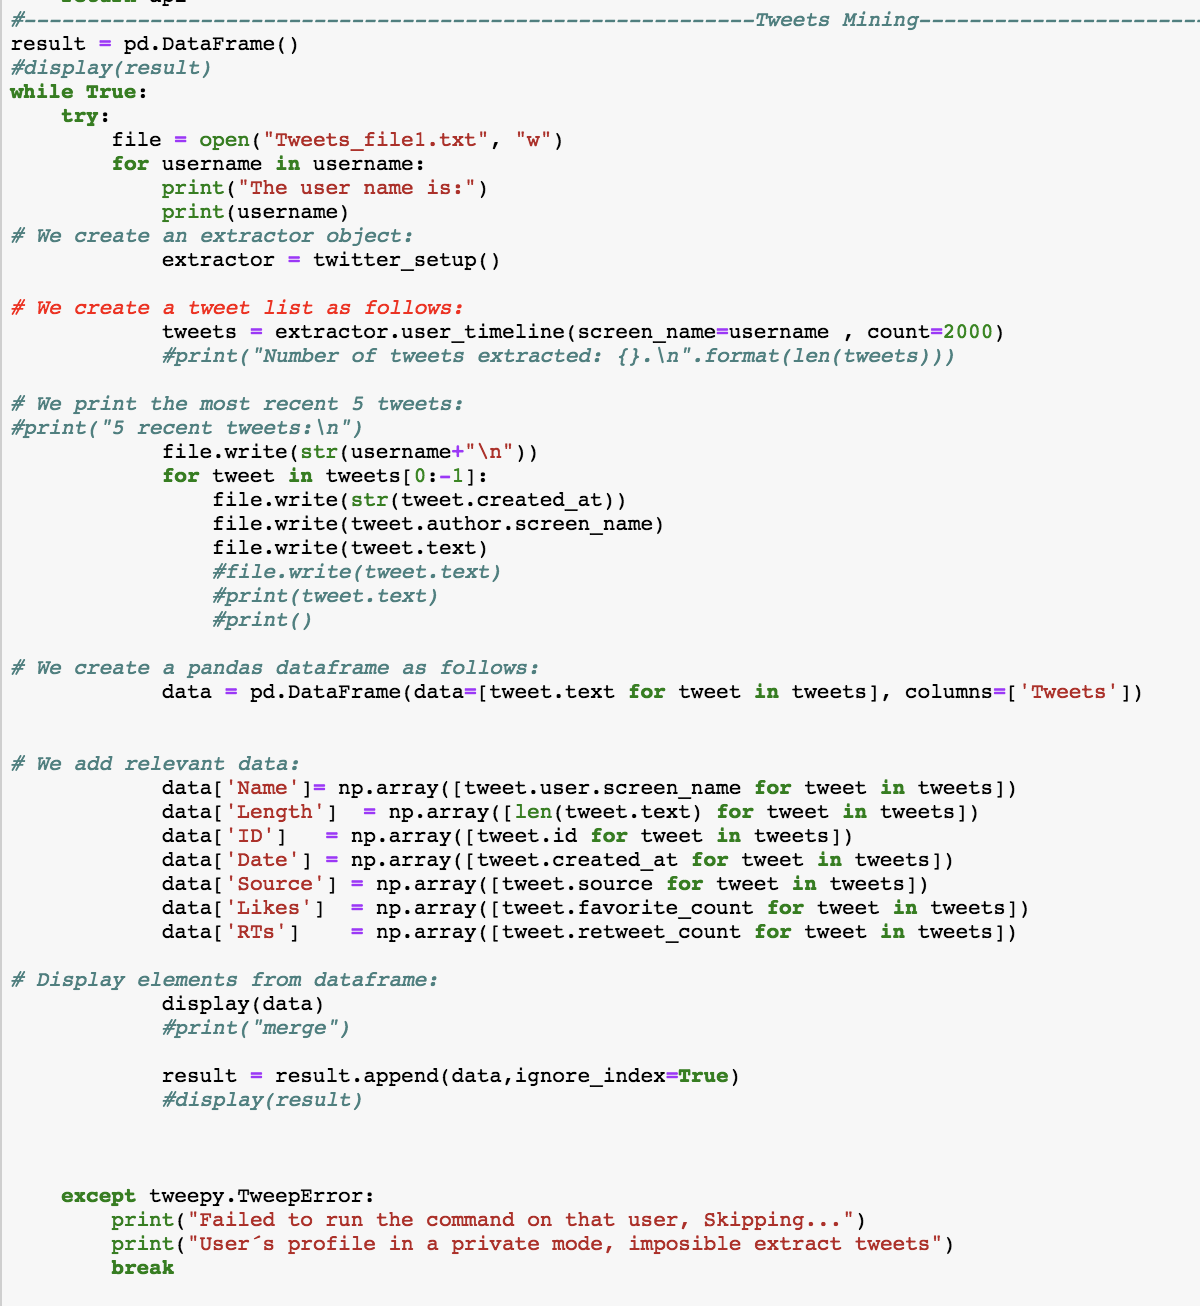 return api
#----------------------------------------------------------Tweets Mining----------------------
result = pd.DataFrame()
#display(result)
while True:
    try:
        file = open("Tweets_file1.txt", "w")
        for username in username:
            print("The user name is:")
            print(username)
# We create an extractor object:
            extractor = twitter_setup()
# We create a tweet list as follows:
            tweets = extractor.user_timeline(screen_name=username , count=2000)
            #print("Number of tweets extracted: {}.\n".format(len(tweets)))
# We print the most recent 5 tweets:
#print("5 recent tweets:\n")
            file.write(str(username+"\n"))
            for tweet in tweets[0:-1]:
                file.write(str(tweet.created_at))
                file.write(tweet.author.screen_name)
                file.write(tweet.text)
                #file.write(tweet.text)
                #print(tweet.text)
                #print()
# We create a pandas dataframe as follows:
            data = pd.DataFrame(data=[tweet.text for tweet in tweets], columns=['Tweets'])
# We add relevant data:
            data['Name']= np.array([tweet.user.screen_name for tweet in tweets])
            data['Length']  = np.array([len(tweet.text) for tweet in tweets])
            data['ID']   = np.array([tweet.id for tweet in tweets])
            data['Date'] = np.array([tweet.created_at for tweet in tweets])
            data['Source'] = np.array([tweet.source for tweet in tweets])
            data['Likes']  = np.array([tweet.favorite_count for tweet in tweets])
            data['RTs']    = np.array([tweet.retweet_count for tweet in tweets])
# Display elements from dataframe:
            display(data)
            #print("merge")
            result = result.append(data,ignore_index=True)
            #display(result)
    except tweepy.TweepError:
        print("Failed to run the command on that user, Skipping...")
        print("User´s profile in a private mode, imposible extract tweets")
        break